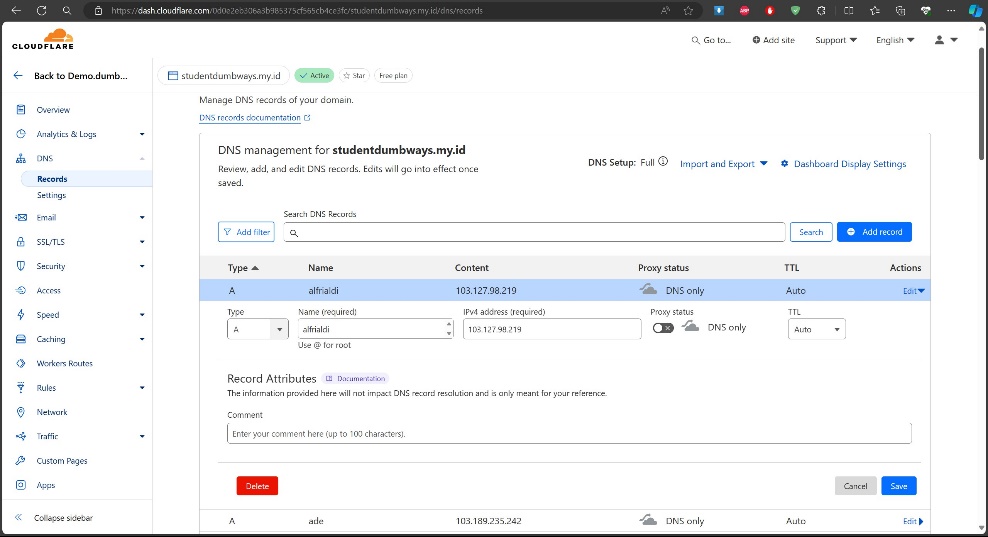 https://dash.cloudflare.com/0d0e2eb306a3b985375cf565cb4ce3fc/studentdumbways.my.id/dns/records
CLOUDFLARE
Go to...
Add site
Support
English
Back to Demo.dumb...
studentdumbways.my.id
Active
Star
Free plan
Overview
Analytics & Logs
DNS
Records
Settings
Email
SSL/TLS
Security
Access
Speed
Caching
Workers Routes
Rules
Network
Traffic
Custom Pages
Apps
Collapse sidebar
Manage DNS records of your domain.
DNS records documentation
DNS management for studentdumbways.my.id
Review, add, and edit DNS records. Edits will go into effect once
saved.
DNS Setup: Full
Import and Export
Dashboard Display Settings
Search DNS Records
Add filter
Search
Add record
Type Name Content Proxy status TTL Actions
A alfrialdi 103.127.98.219 DNS only Auto Edit
Type Name (required) IPv4 address (required) Proxy status TTL
A alfrialdi 103.127.98.219 DNS only Auto
Use @ for root
Record Attributes Documentation
The information provided here will not impact DNS record resolution and is only meant for your reference.
Comment
Enter your comment here (up to 100 characters).
Delete Cancel Save
A ade 103.189.235.242 DNS only Auto Edit